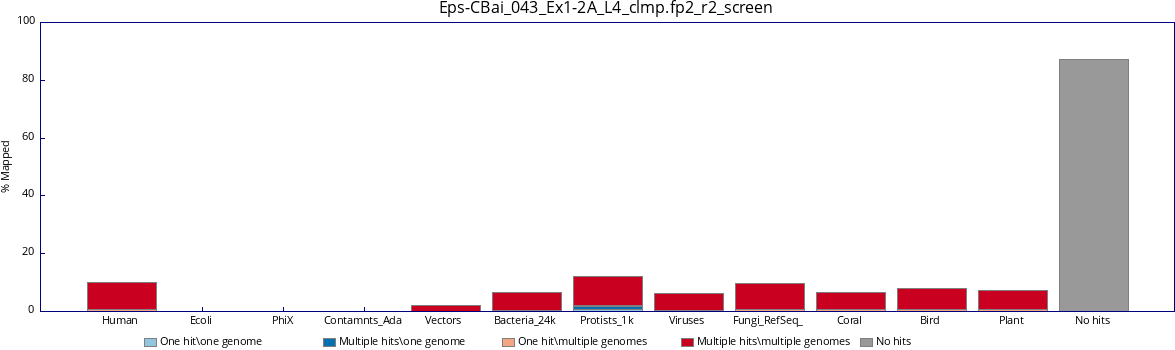 Eps-CBai_043_Ex1-2A_L4_clmp.fp2_r2_screen
100
80
60
40
20
0
% Mapped
Human Ecoli PhiX Contamnts_Ada Vectors Bacteria_24k Protists_1k Viruses Fungi_RefSeq_ Coral Bird Plant No hits
One hit\one genome Multiple hits\one genome One hit\multiple genomes Multiple hits\multiple genomes No hits